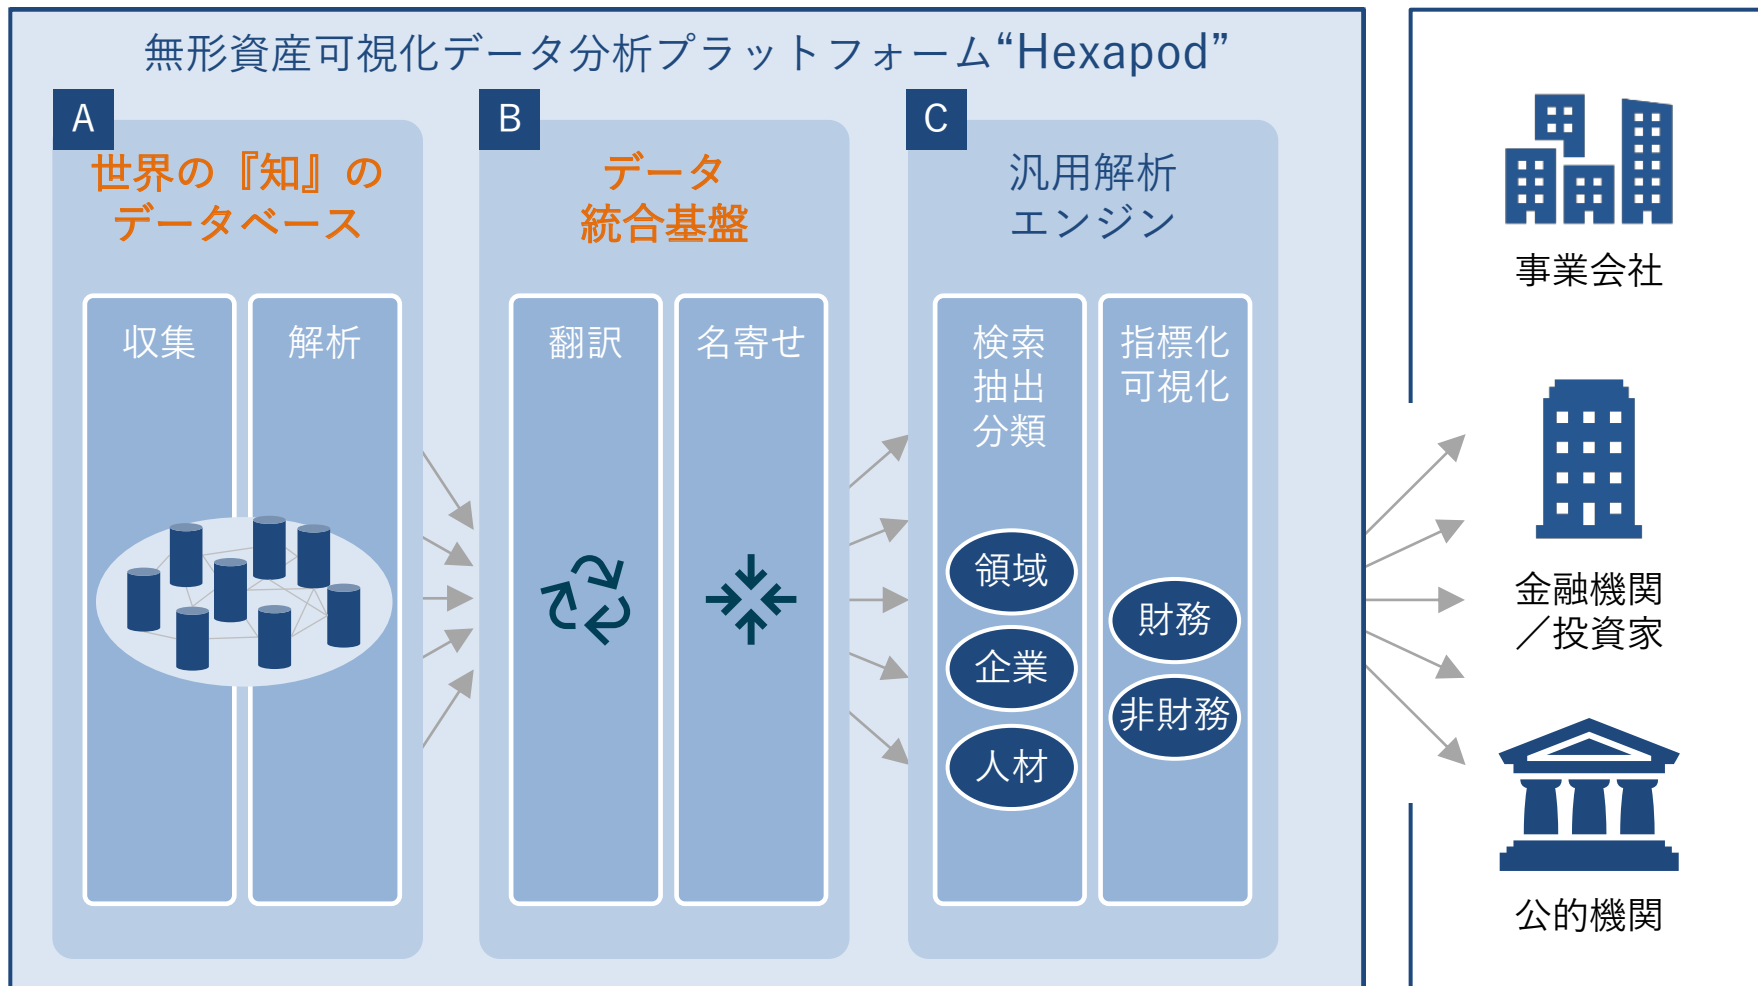 無形資産可視化データ分析プラットフォーム“Hexapod”
A
世界の『知』の
データベース
収集
解析
B
データ
統合基盤
翻訳
名寄せ
C
汎用解析
エンジン
検索
抽出
分類
領域
企業
人材
指標化
可視化
財務
非財務
事業会社
金融機関
／投資家
公的機関